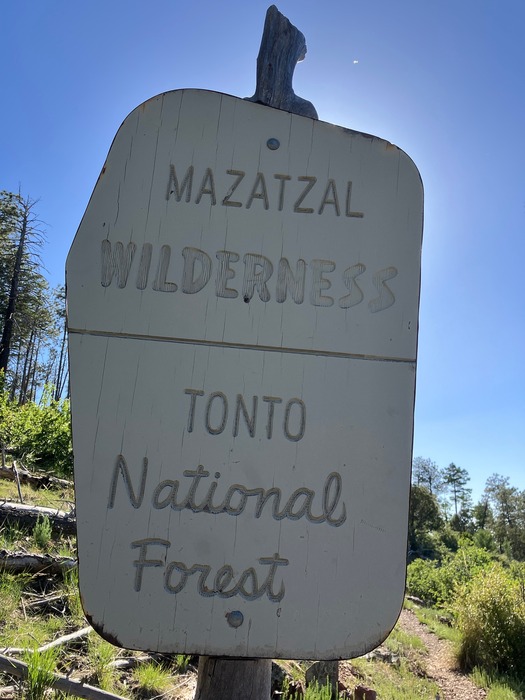 MAZATZAL
WILDERNESS
TONTO
National
Forest